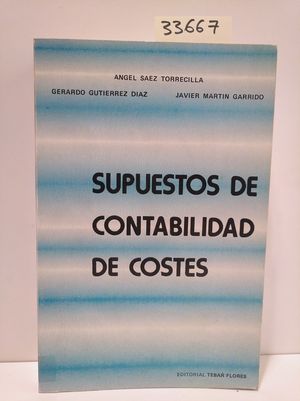 33667
ANGEL SAEZ TORRECILLA
GERARDO GUTIERREZ DIAZ JAVIER MARTIN GARRIDO
SUPUESTOS DE
CONTABILIDAD
DE COSTES
EDITORIAL TEBAR FLORES